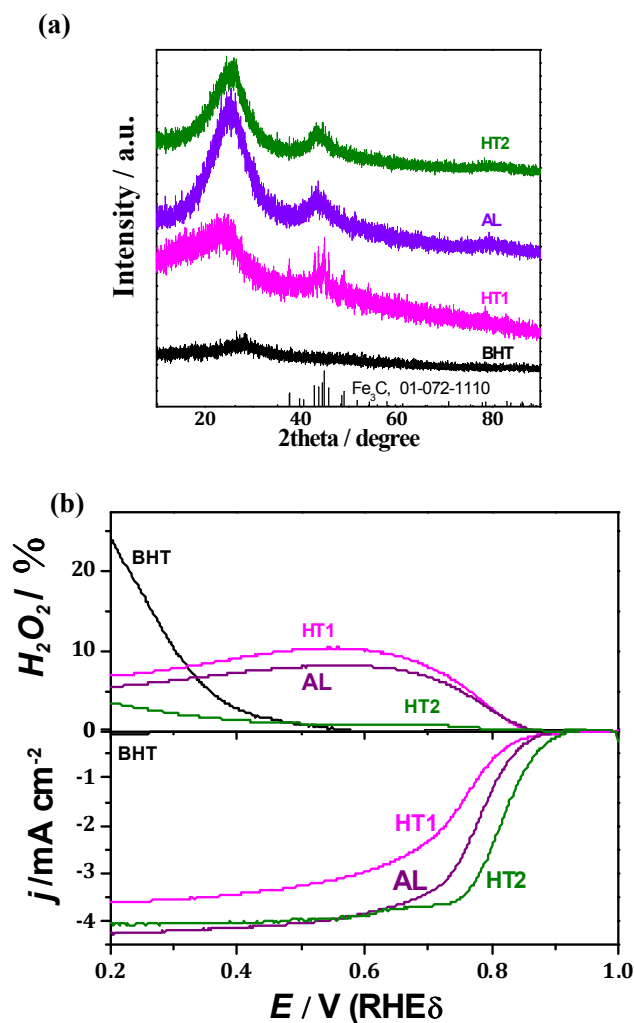 (a)
Intensity / a.u.
HT2
AL
HT1
BHT
Fe3C, 01-072-1110
20 40 60 80
2theta / degree
(b)
H2O2 / %
20
10
0
BHT
HT1
AL
HT2
j /mA cm-2
-1
-2
-3
-4
BHT
HT1
AL
HT2
0.2 0.4 0.6 0.8 1.0
E / V (RHEδ